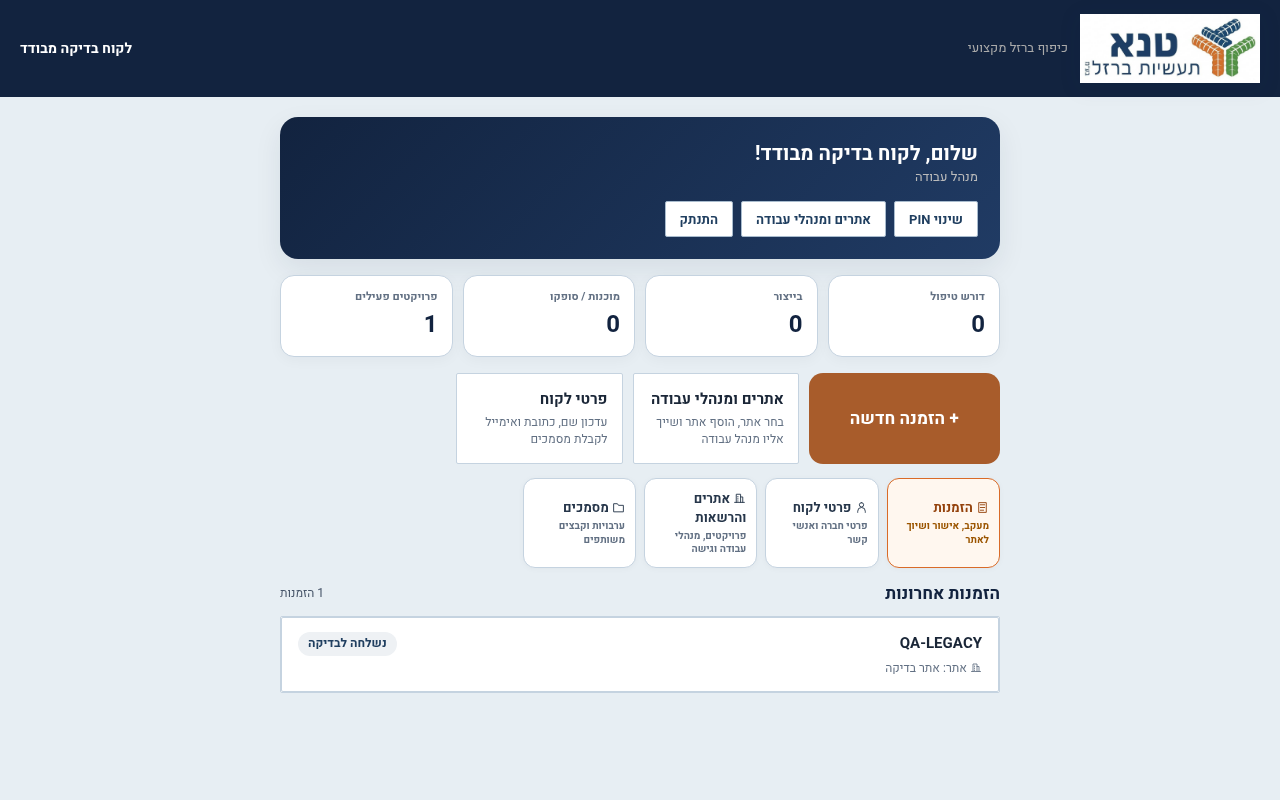 טנא
תעשיות ברזל
כיפוף ברזל מקצועי
לקוח בדיקה מבודד
שלום, לקוח בדיקה מבודד!
מנהל עבודה
שינוי PIN
אתרים ומנהלי עבודה
התנתק
דורש טיפול
0
בייצור
0
מוכנות / סופקו
0
פרויקטים פעילים
1
+ הזמנה חדשה
אתרים ומנהלי עבודה
בחר אתר, הוסף אתר ושייך
אליו מנהל עבודה
פרטי לקוח
עדכון שם, כתובת ואימייל
לקבלת מסמכים
הזמנות
מעקב, אישור ושיוך
לאתר
פרטי לקוח
פרטי חברה ואנשי
קשר
אתרים
והרשאות
פרויקטים, מנהלי
עבודה וגישה
מסמכים
ערבויות וקבצים
משותפים
הזמנות אחרונות
1 הזמנות
QA-LEGACY
נשלחה לבדיקה
אתר: אתר בדיקה